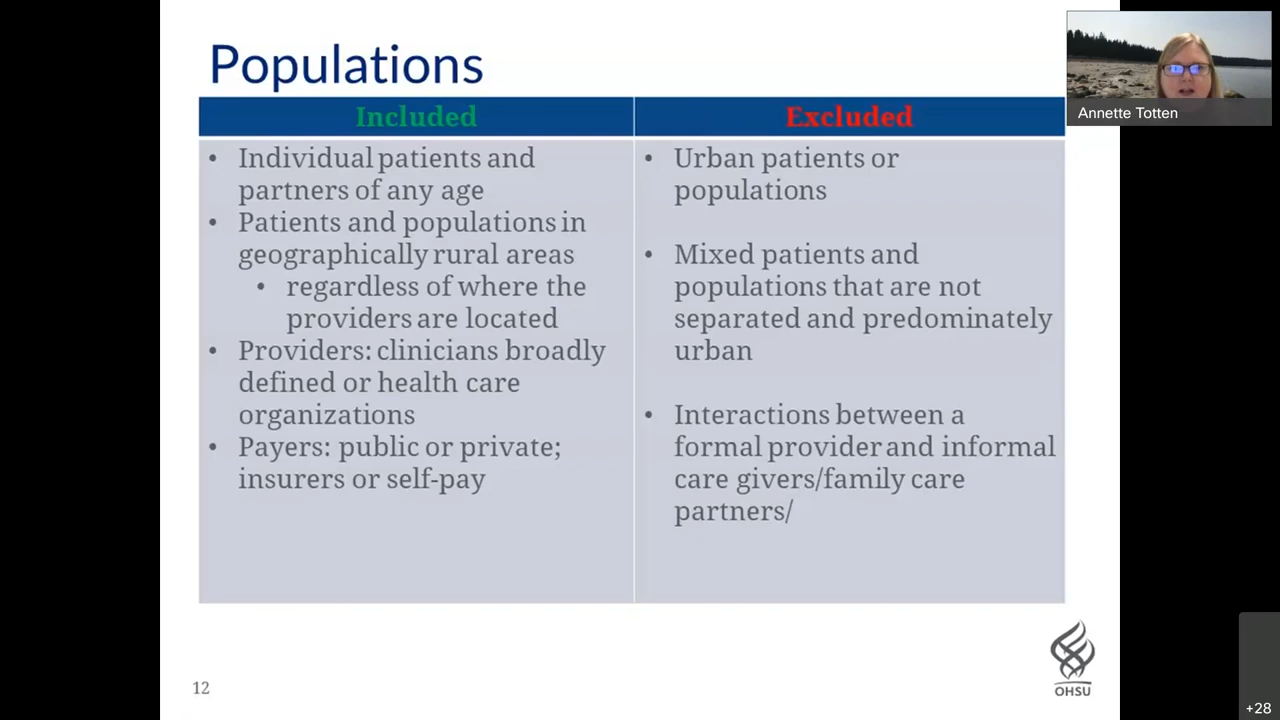 Populations
Included
Excluded
• Individual patients and
partners of any age
• Patients and populations in
geographically rural areas
• regardless of where the
providers are located
• Providers: clinicians broadly
defined or health care
organizations
• Payers: public or private;
insurers or self-pay
• Urban patients or
populations
• Mixed patients and
populations that are not
separated and predominately
urban
• Interactions between a
formal provider and informal
care givers/family care
partners/
12
OHSU
Annette Totten
+28